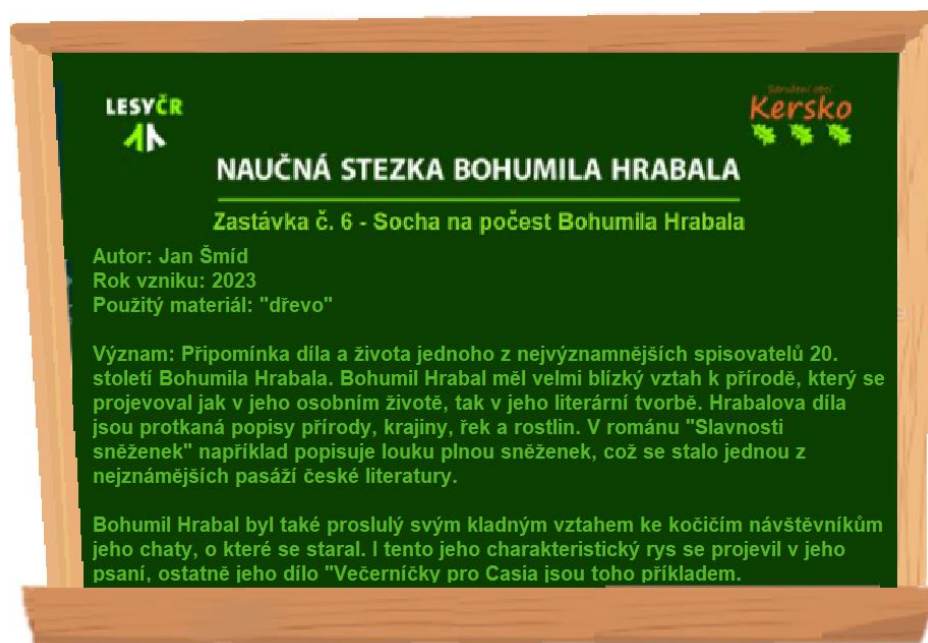 LESYČR
Sdružení obcí
Kersko
NAUČNÁ STEZKA BOHUMILA HRABALA
Zastávka č. 6 - Socha na počest Bohumila Hrabala
Autor: Jan Šmíd
Rok vzniku: 2023
Použitý materiál: "dřevo"
Význam: Připomínka díla a života jednoho z nejvýznamnějších spisovatelů 20.
století Bohumila Hrabala. Bohumil Hrabal měl velmi blízký vztah k přírodě, který se
projevoval jak v jeho osobním životě, tak v jeho literární tvorbě. Hrabalova díla
jsou protkaná popisy přírody, krajiny, řek a rostlin. V románu "Slavnosti
sněženek" například popisuje louku plnou sněženek, což se stalo jednou z
nejznámějších pasáží české literatury.
Bohumil Hrabal byl také proslulý svým kladným vztahem ke kočičím návštěvníkům
jeho chaty, o které se staral. I tento jeho charakteristický rys se projevil v jeho
psaní, ostatně jeho dílo "Večerníčky pro Casia jsou toho příkladem.